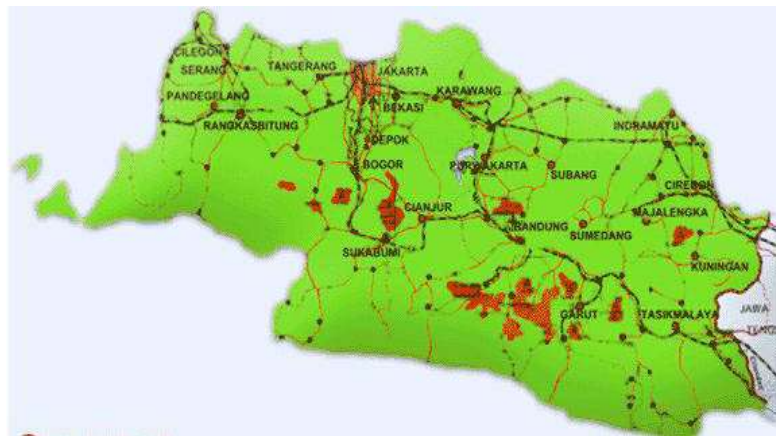 CILEGON
SERANG
TANGERANG
JAKARTA
PANDEGELANG
RANGKASBITUNG
BEKASI
KARAWANG
DEPOK
INDRAMAYU
BOGOR
PURWAKARTA
SUBANG
CIREBON
CIANJUR
MAJALENGKA
BANDUNG
SUMEDANG
SUKABUMI
KUNINGAN
JAWA
GARUT
TASIKMALAYA